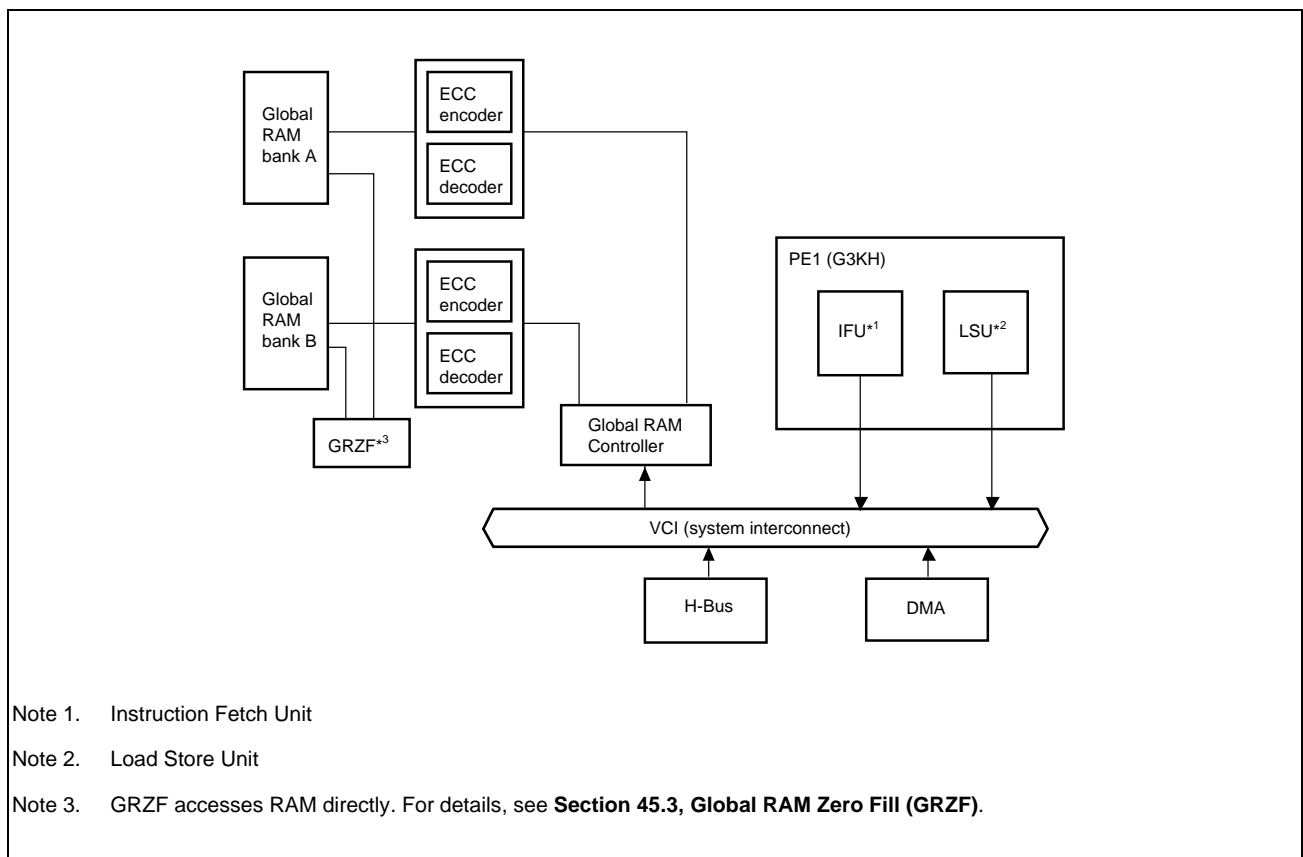 Global
RAM
bank A
ECC
encoder
ECC
decoder
Global
RAM
bank B
ECC
encoder
ECC
decoder
GRZF*3
Global RAM
Controller
PE1 (G3KH)
IFU*1
LSU*2
VCI (system interconnect)
H-Bus
DMA
Note 1. Instruction Fetch Unit
Note 2. Load Store Unit
Note 3. GRZF accesses RAM directly. For details, see Section 45.3, Global RAM Zero Fill (GRZF).